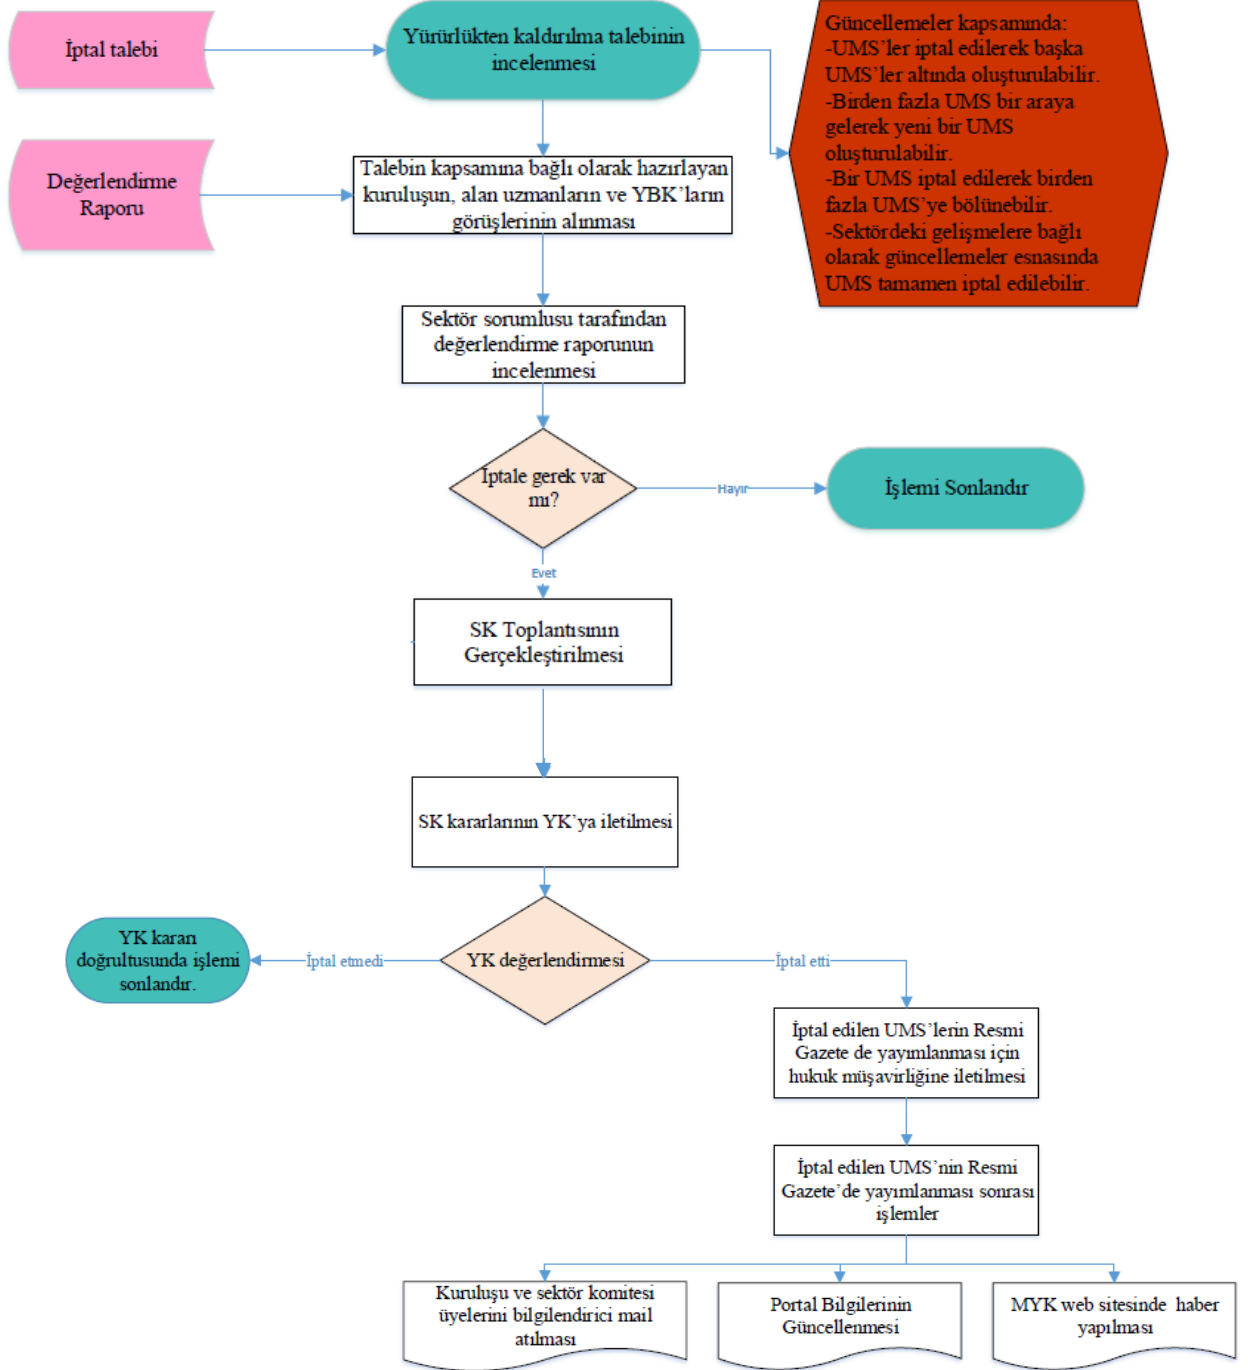 İptal talebi
Yürürlükten kaldırılma talebinin
incelenmesi
Güncellemeler kapsamında:
-UMS’ler iptal edilerek başka
UMS’ler altında oluşturulabilir.
-Birden fazla UMS bir araya
gelerek yeni bir UMS
oluşturulabilir.
-Bir UMS iptal edilerek birden
fazla UMS’ye bölünebilir.
-Sektördeki gelişmelere bağlı
olarak güncellemeler esnasında
UMS tamamen iptal edilebilir.
Değerlendirme
Raporu
Talebin kapsamına bağlı olarak hazırlayan
kuruluşun, alan uzmanların ve YBK’ların
görüşlerinin alınması
Sektör sorumlusu tarafından
değerlendirme raporunun
incelenmesi
İptale gerek var
mı?
Hayır
İşlemi Sonlandır
Evet
SK Toplantısının
Gerçekleştirilmesi
SK kararlarının YK’ya iletilmesi
YK kararı
doğrultusunda işlemi
sonlandır.
İptal etmedi
YK değerlendirmesi
İptal etti
İptal edilen UMS’lerin Resmi
Gazete de yayımlanması için
hukuk müşavirliğine iletilmesi
İptal edilen UMS’nin Resmi
Gazete’de yayımlanması sonrası
işlemler
Kuruluşu ve sektör komitesi
üyelerini bilgilendirici mail
atılması
Portal Bilgilerinin
Güncellenmesi
MYK web sitesinde haber
yapılması